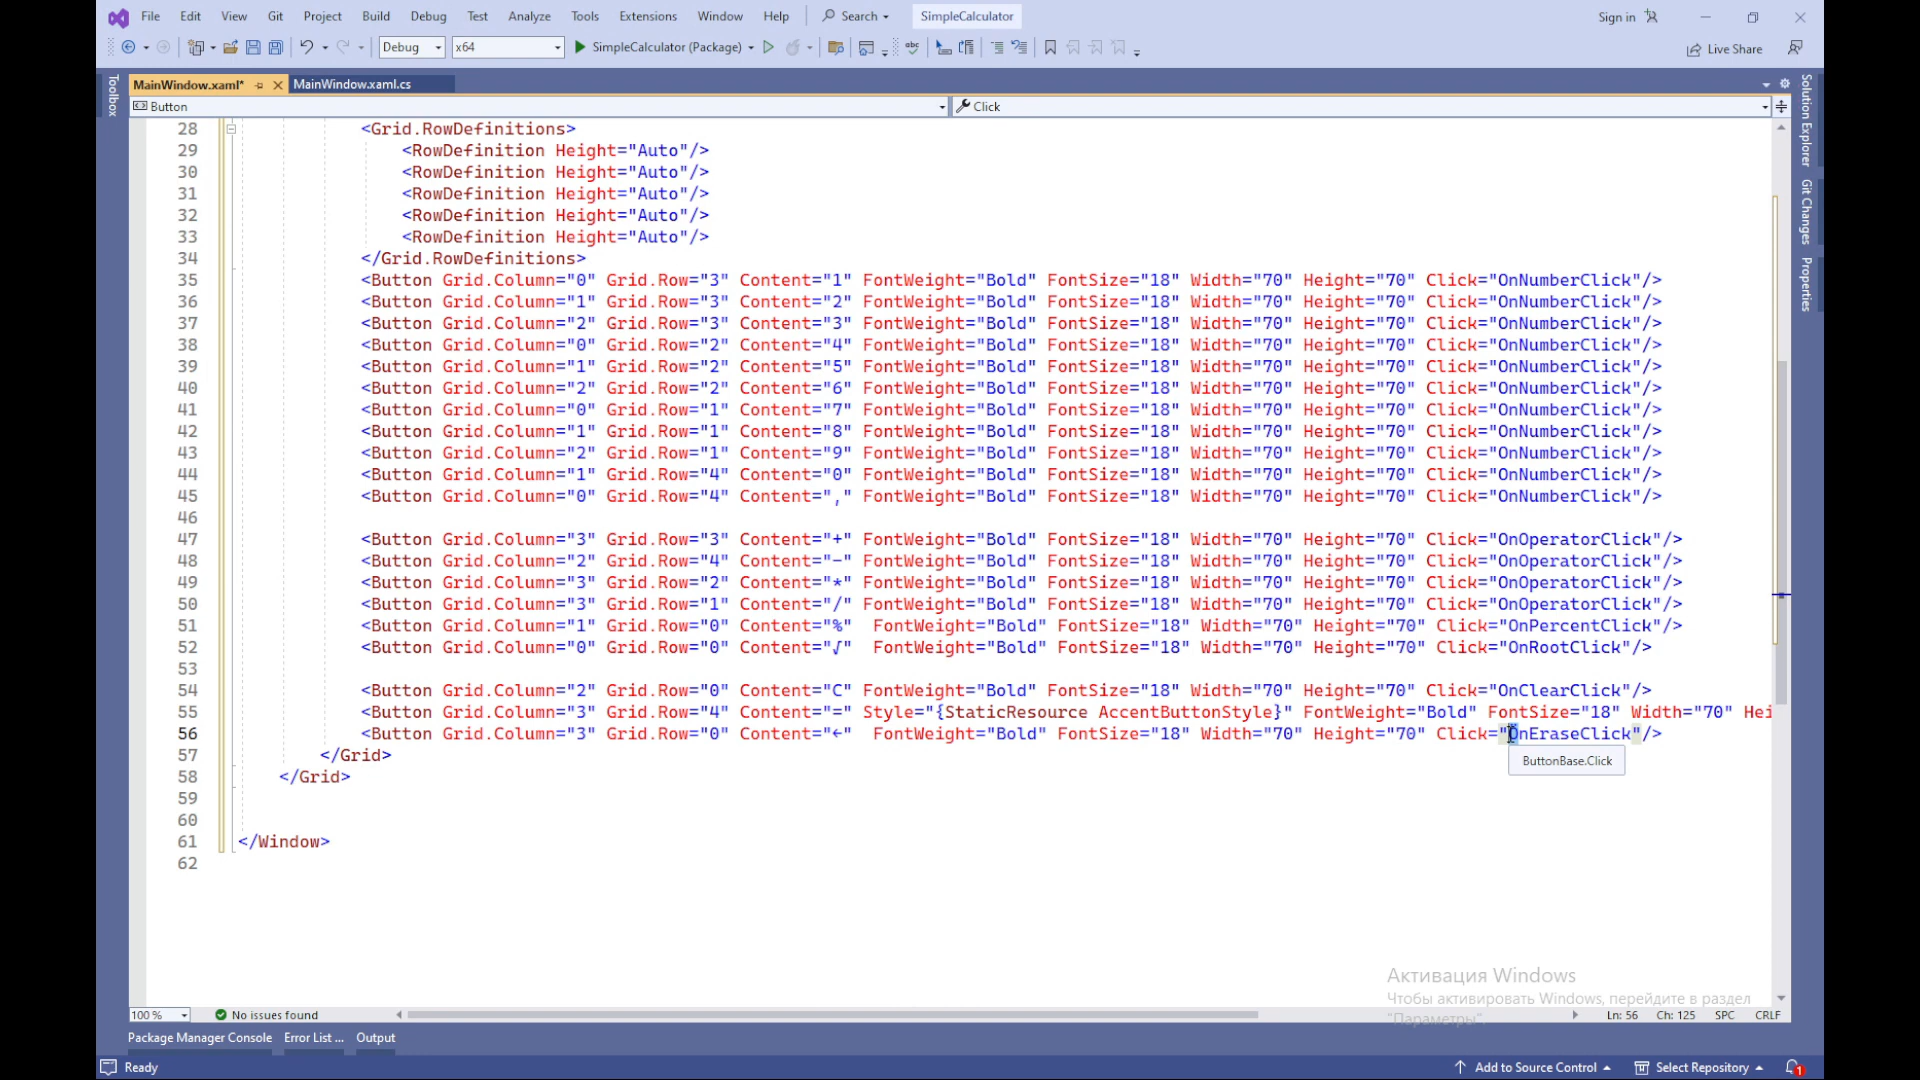 File Edit View Git Project Build Debug Test Analyze Tools Extensions Window Help Search SimpleCalculator Sign in
Debug x64 SimpleCalculator (Package) abc Live Share
MainWindow.xaml* MainWindow.xaml.cs
Toolbox
Button Click
Solution Explorer
Git Changes
Properties
28 <Grid.RowDefinitions>
29 <RowDefinition Height="Auto"/>
30 <RowDefinition Height="Auto"/>
31 <RowDefinition Height="Auto"/>
32 <RowDefinition Height="Auto"/>
33 <RowDefinition Height="Auto"/>
34 </Grid.RowDefinitions>
35 <Button Grid.Column="0" Grid.Row="3" Content="1" FontWeight="Bold" FontSize="18" Width="70" Height="70" Click="OnNumberClick"/>
36 <Button Grid.Column="1" Grid.Row="3" Content="2" FontWeight="Bold" FontSize="18" Width="70" Height="70" Click="OnNumberClick"/>
37 <Button Grid.Column="2" Grid.Row="3" Content="3" FontWeight="Bold" FontSize="18" Width="70" Height="70" Click="OnNumberClick"/>
38 <Button Grid.Column="0" Grid.Row="2" Content="4" FontWeight="Bold" FontSize="18" Width="70" Height="70" Click="OnNumberClick"/>
39 <Button Grid.Column="1" Grid.Row="2" Content="5" FontWeight="Bold" FontSize="18" Width="70" Height="70" Click="OnNumberClick"/>
40 <Button Grid.Column="2" Grid.Row="2" Content="6" FontWeight="Bold" FontSize="18" Width="70" Height="70" Click="OnNumberClick"/>
41 <Button Grid.Column="0" Grid.Row="1" Content="7" FontWeight="Bold" FontSize="18" Width="70" Height="70" Click="OnNumberClick"/>
42 <Button Grid.Column="1" Grid.Row="1" Content="8" FontWeight="Bold" FontSize="18" Width="70" Height="70" Click="OnNumberClick"/>
43 <Button Grid.Column="2" Grid.Row="1" Content="9" FontWeight="Bold" FontSize="18" Width="70" Height="70" Click="OnNumberClick"/>
44 <Button Grid.Column="1" Grid.Row="4" Content="0" FontWeight="Bold" FontSize="18" Width="70" Height="70" Click="OnNumberClick"/>
45 <Button Grid.Column="0" Grid.Row="4" Content="," FontWeight="Bold" FontSize="18" Width="70" Height="70" Click="OnNumberClick"/>
46
47 <Button Grid.Column="3" Grid.Row="3" Content="+" FontWeight="Bold" FontSize="18" Width="70" Height="70" Click="OnOperatorClick"/>
48 <Button Grid.Column="2" Grid.Row="4" Content="-" FontWeight="Bold" FontSize="18" Width="70" Height="70" Click="OnOperatorClick"/>
49 <Button Grid.Column="3" Grid.Row="2" Content="*" FontWeight="Bold" FontSize="18" Width="70" Height="70" Click="OnOperatorClick"/>
50 <Button Grid.Column="3" Grid.Row="1" Content="/" FontWeight="Bold" FontSize="18" Width="70" Height="70" Click="OnOperatorClick"/>
51 <Button Grid.Column="1" Grid.Row="0" Content="%" FontWeight="Bold" FontSize="18" Width="70" Height="70" Click="OnPercentClick"/>
52 <Button Grid.Column="0" Grid.Row="0" Content="√" FontWeight="Bold" FontSize="18" Width="70" Height="70" Click="OnRootClick"/>
53
54 <Button Grid.Column="2" Grid.Row="0" Content="C" FontWeight="Bold" FontSize="18" Width="70" Height="70" Click="OnClearClick"/>
55 <Button Grid.Column="3" Grid.Row="4" Content="=" Style="{StaticResource AccentButtonStyle}" FontWeight="Bold" FontSize="18" Width="70" Hei
56 <Button Grid.Column="3" Grid.Row="0" Content="←" FontWeight="Bold" FontSize="18" Width="70" Height="70" Click="OnEraseClick"/>
57 </Grid>
ButtonBase.Click
58 </Grid>
59
60
61 </Window>
62
Активация Windows
Чтобы активировать Windows, перейдите в раздел
"Параметры".
100 % No issues found Ln: 56 Ch: 125 SPC CRLF
Package Manager Console Error List ... Output
Ready Add to Source Control Select Repository 1